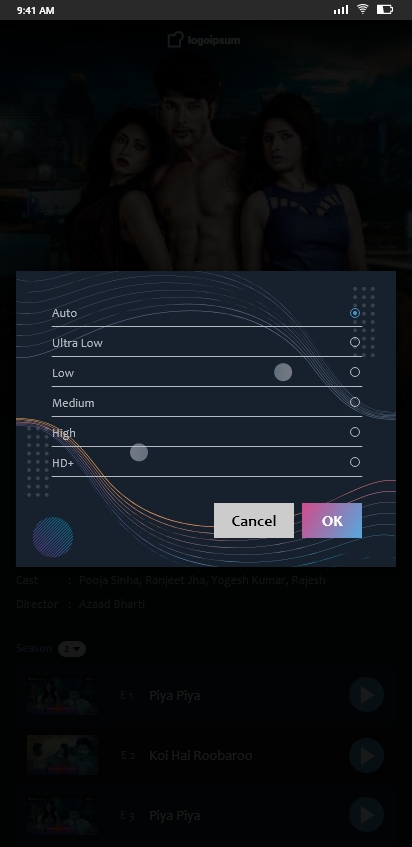 9:41 AM
logoipsum
Auto
Ultra Low
Low
Medium
High
HD+
Cancel
OK
Cast : Pooja Sinha, Ranjeet Jha, Yogesh Kumar, Rajesh
Director : Azaad Bharti
Season 2
E 1 Piya Piya
E 2 Koi Hai Roobaroo
E 3 Piya Piya